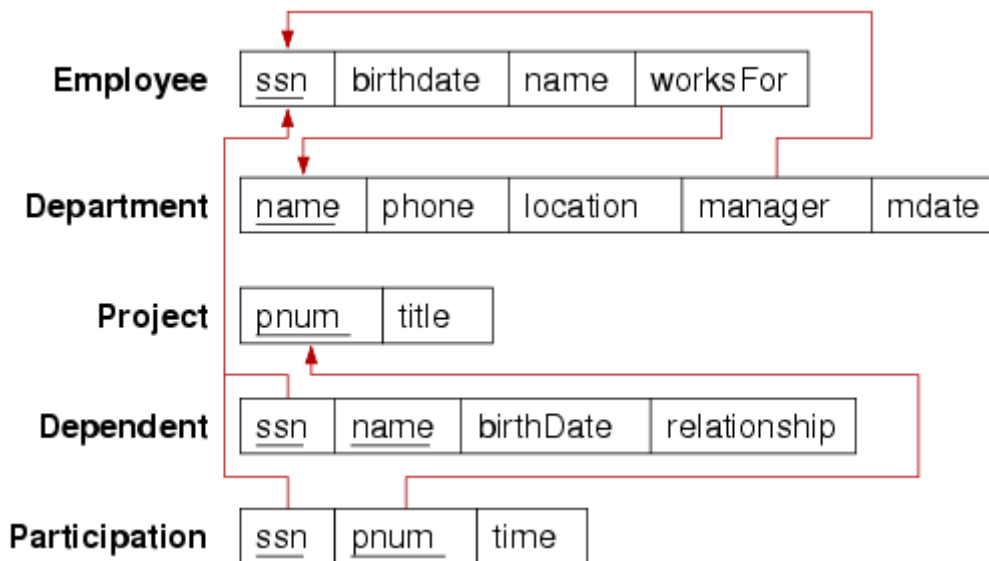 Employee ssn birthdate name worksFor
Department name phone location manager mdate
Project pnum title
Dependent ssn name birthDate relationship
Participation ssn pnum time